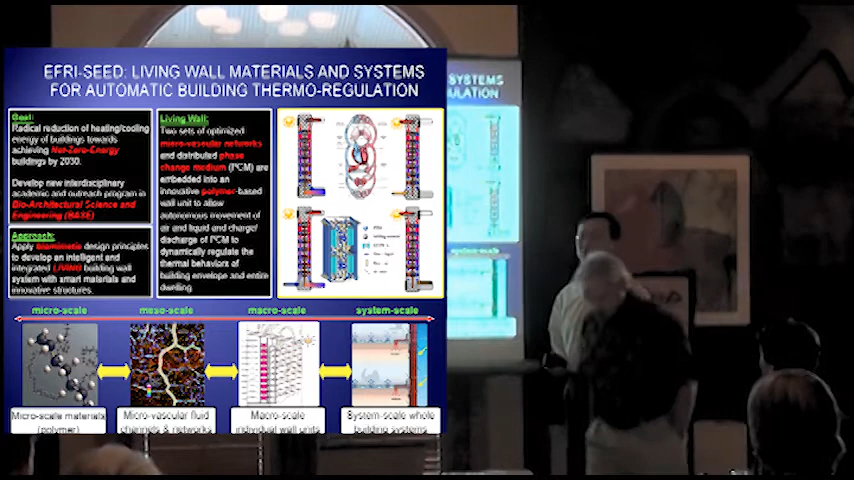 EFRI-SEED: LIVING WALL MATERIALS AND SYSTEMS
FOR AUTOMATIC BUILDING THERMO-REGULATION
Goal:
Radical reduction of heating/cooling
energy of buildings towards
achieving Net-Zero-Energy
buildings by 2030.
Develop new interdisciplinary
academic and outreach program in
Bio-Architectural Science and
Engineering (BASE)
Approach:
Apply biomimetic design principles
to develop an intelligent and
integrated LIVING building wall
system with smart materials and
innovative structures.
Living Wall:
Two sets of optimized
micro-vascular networks
and distributed phase
change medium (PCM) are
embedded into an
innovative polymer-based
wall unit to allow
autonomous movement of
air and liquid and charge/
discharge of PCM to
dynamically regulate the
thermal behaviors of
building envelope and entire
dwelling.
micro-scale
meso-scale
macro-scale
system-scale
Micro-scale materials
(polymer)
Micro-vascular fluid
channels & networks
Macro-scale
individual wall units
System-scale whole
building systems
SYSTEMS
ULATION
system-scale